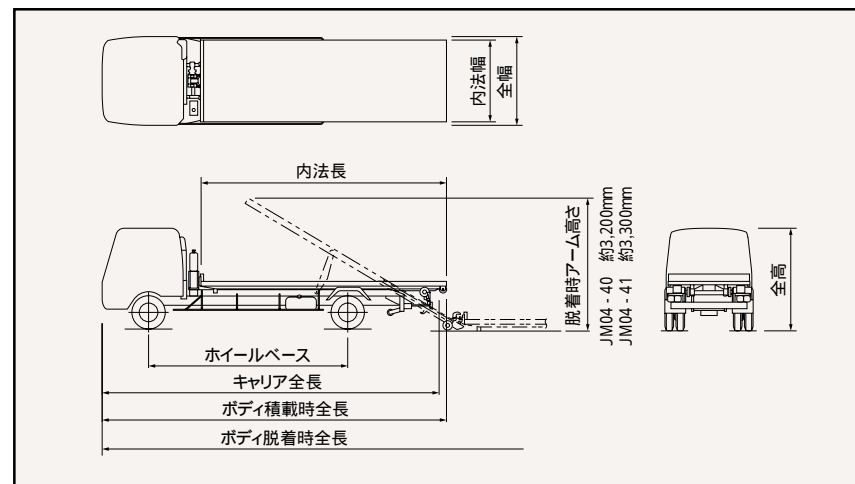 内法幅
全幅
内法長
脱着時アーム高さ
JM04 - 40 約3,200mm
JM04 - 41 約3,300mm
全高
ホイールベース
キャリア全長
ボディ積載時全長
ボディ脱着時全長